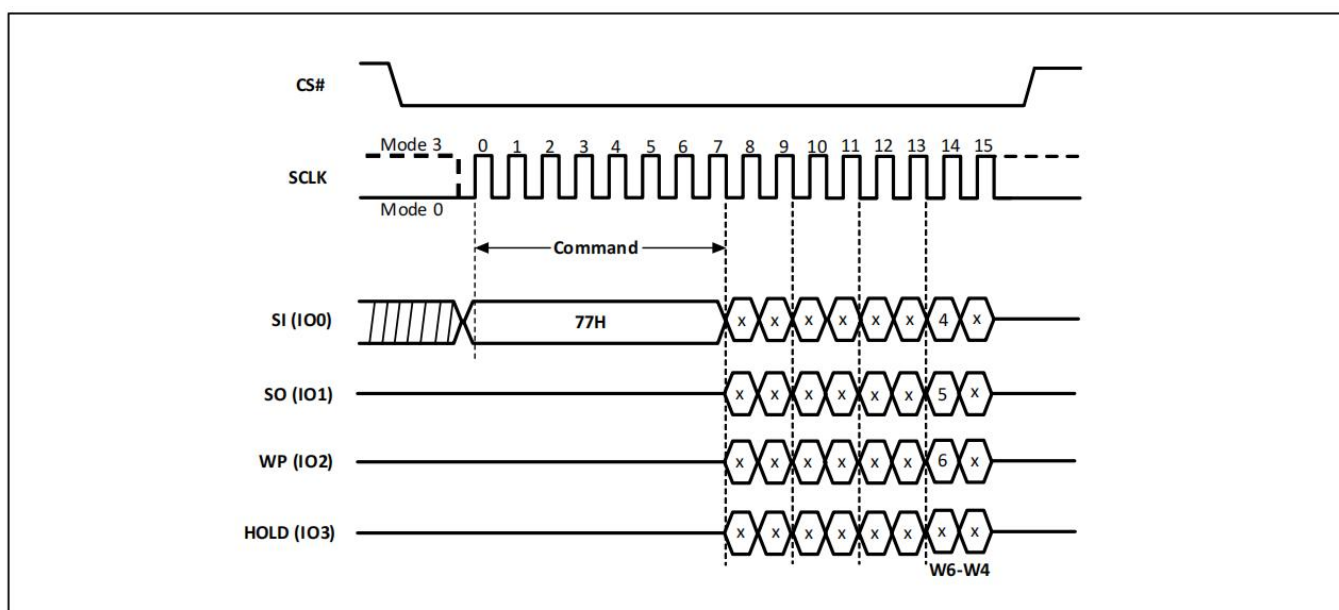 CS#
Mode 3 0 1 2 3 4 5 6 7 8 9 10 11 12 13 14 15
SCLK
Mode 0
Command
SI (IO0) 77H x x x x x x 4 x
SO (IO1) x x x x x x 5 x
WP (IO2) x x x x x x 6 x
HOLD (IO3) x x x x x x x x
W6-W4